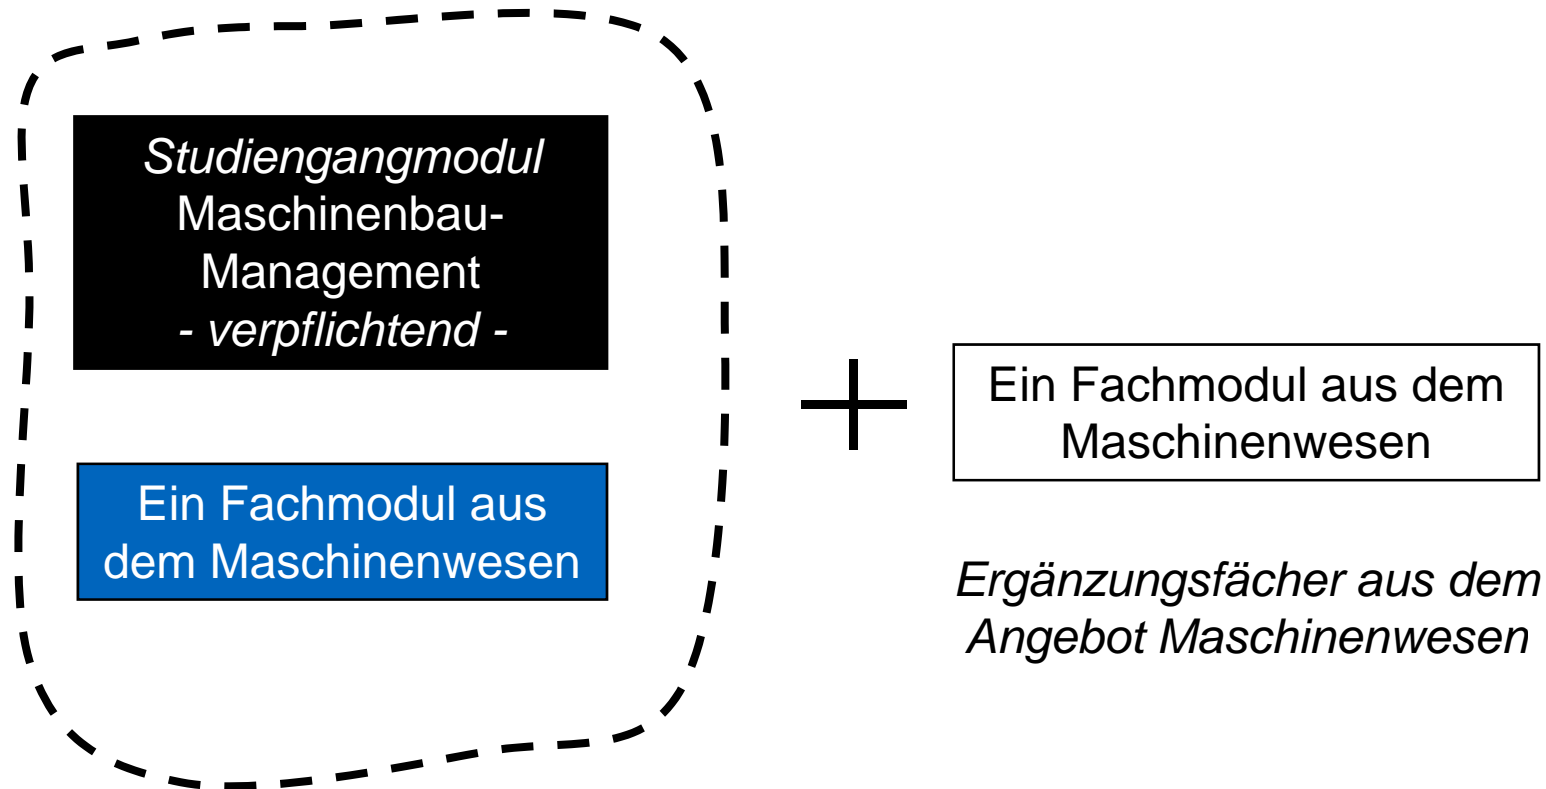 Studiengangmodul
Maschinenbau-
Management
- verpflichtend -
Ein Fachmodul aus
dem Maschinenwesen
Ein Fachmodul aus dem
Maschinenwesen
Ergänzungsfächer aus dem
Angebot Maschinenwesen